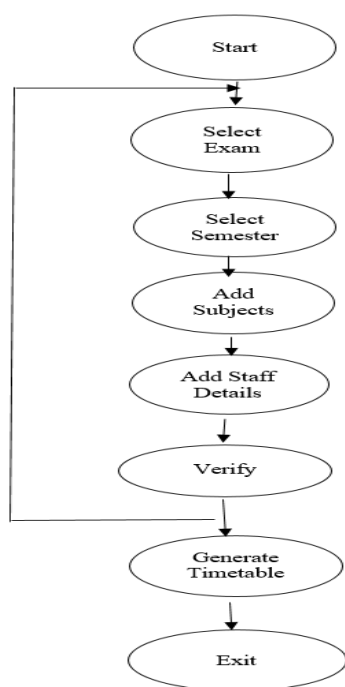 Start
Select
Exam
Select
Semester
Add
Subjects
Add Staff
Details
Verify
Generate
Timetable
Exit